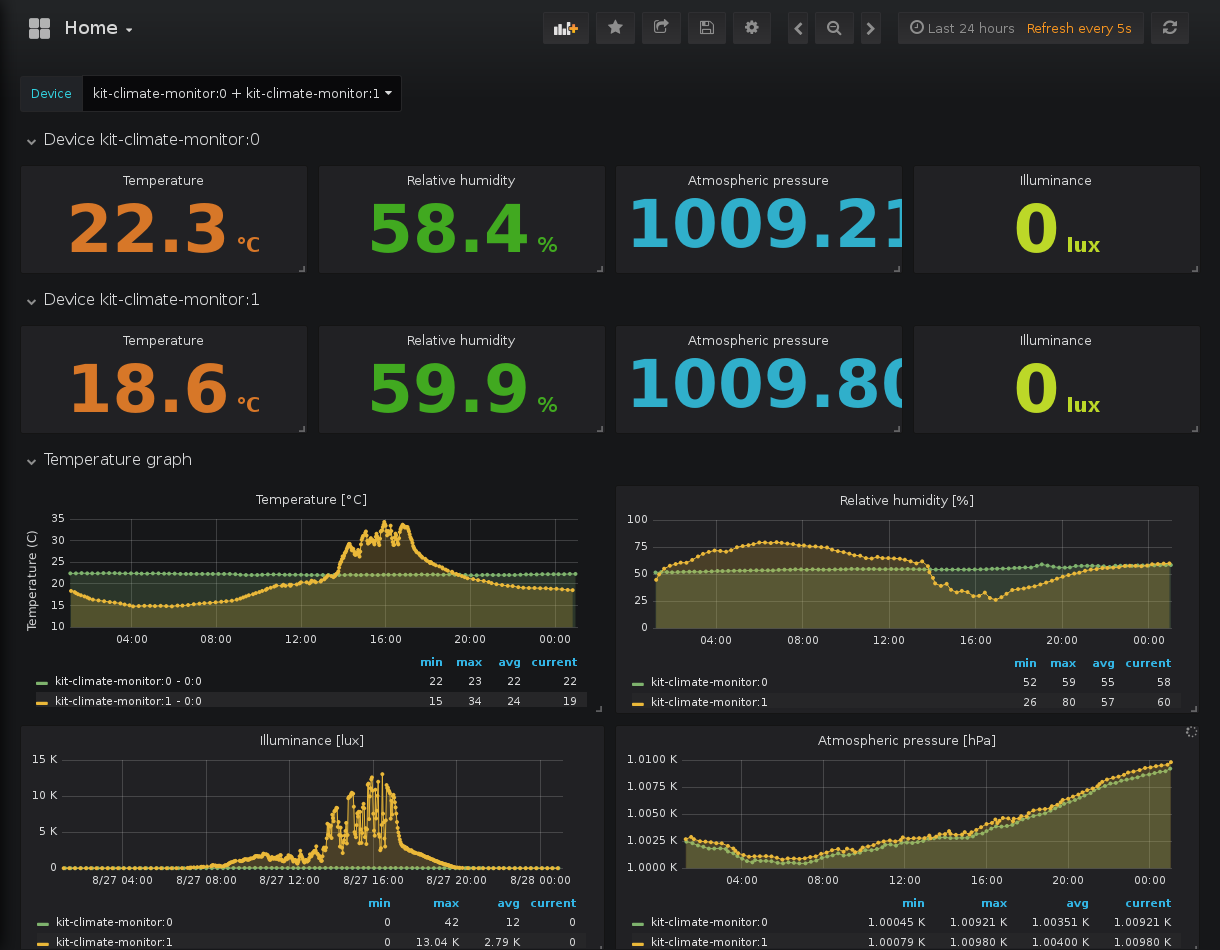 Home
Last 24 hours Refresh every 5s
Device kit-climate-monitor:0 + kit-climate-monitor:1
Device kit-climate-monitor:0
Temperature Relative humidity Atmospheric pressure Illuminance
22.3 °C 58.4 % 1009.21 0 lux
Device kit-climate-monitor:1
Temperature Relative humidity Atmospheric pressure Illuminance
18.6 °C 59.9 % 1009.80 0 lux
Temperature graph
Temperature [°C]
Temperature (C)
35
30
25
20
15
10
04:00 08:00 12:00 16:00 20:00 00:00
min max avg current
kit-climate-monitor:0 - 0:0 22 23 22 22
kit-climate-monitor:1 - 0:0 15 34 24 19
Relative humidity [%]
100
75
50
25
0
04:00 08:00 12:00 16:00 20:00 00:00
min max avg current
kit-climate-monitor:0 52 59 55 58
kit-climate-monitor:1 26 80 57 60
Illuminance [lux]
15 K
10 K
5 K
0
8/27 04:00 8/27 08:00 8/27 12:00 8/27 16:00 8/27 20:00 8/28 00:00
min max avg current
kit-climate-monitor:0 0 42 12 0
kit-climate-monitor:1 0 13.04 K 2.79 K 0
Atmospheric pressure [hPa]
1.0100 K
1.0075 K
1.0050 K
1.0025 K
1.0000 K
04:00 08:00 12:00 16:00 20:00 00:00
min max avg current
kit-climate-monitor:0 1.00045 K 1.00921 K 1.00351 K 1.00921 K
kit-climate-monitor:1 1.00079 K 1.00980 K 1.00400 K 1.00980 K